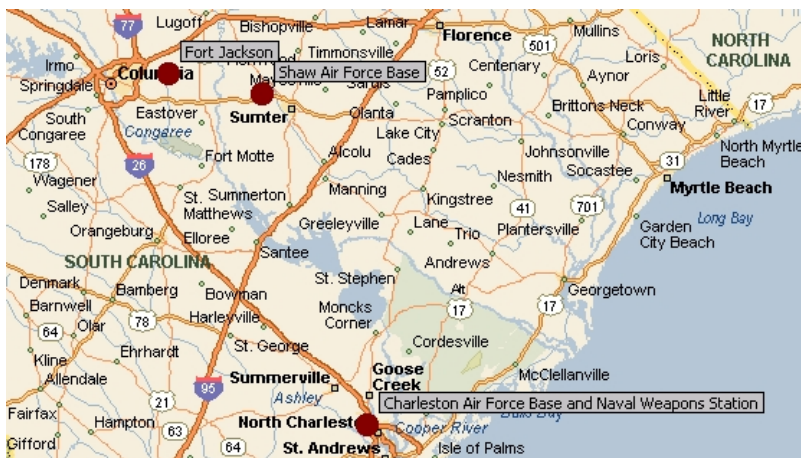 77
Lugoff
Bishopville
Lamar
Florence
501
Mullins
NORTH
CAROLINA
Fort Jackson
Timmonsville
Loris
Irmo
Columbia
Shaw Air Force Base
52
Centenary
Aynor
Springdale
Pamplico
Little
River
17
Eastover
Sumter
Olanta
Scranton
Brittons Neck
Conway
South
Congaree
Congaree
Lake City
North Myrtle
Beach
178
26
Fort Motte
Alcolu
Cades
Johnsonville
31
Wagener
Manning
Nesmith
Socastee
Myrtle Beach
Salley
St.
Matthews
Summerton
Kingstree
41
701
Long Bay
Orangeburg
Elloree
Greeleyville
Lane
Trio
Plantersville
Garden
City Beach
SOUTH CAROLINA
Santee
Andrews
St. Stephen
Denmark
Bamberg
Bowman
Alt
17
Georgetown
17
Barnwell
78
Harleyville
Moncks
Corner
64
Olar
St. George
Cordesville
Kline
Ehrhardt
Goose
Creek
McClellanville
Allendale
95
Summerville
Ashley
Charleston Air Force Base and Naval Weapons Station
Fairfax
21
Hampton
63
North Charlest
Cooper River
Gifford
64
St. Andrews
Isle of Palms